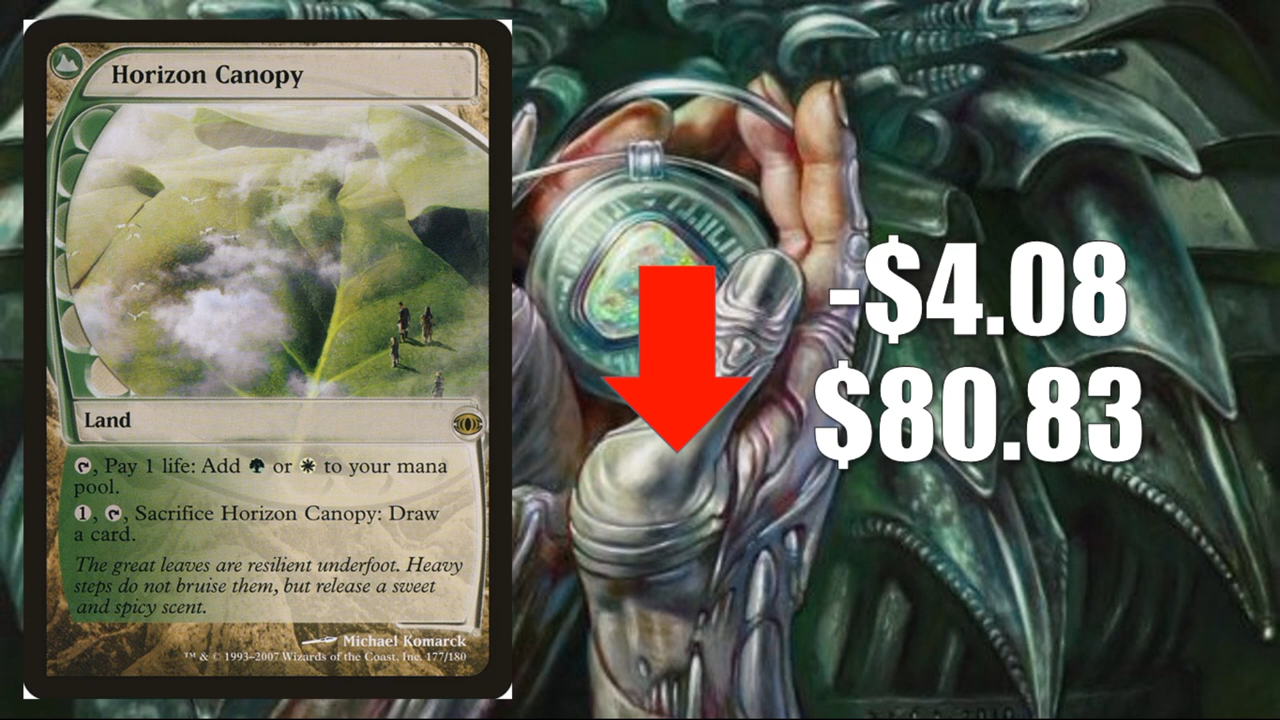 Horizon Canopy
Land
, Pay 1 life: Add or to your mana
pool.
1, , Sacrifice Horizon Canopy: Draw
a card.
The great leaves are resilient underfoot. Heavy
steps do not bruise them, but release a sweet
and spicy scent.
Michael Komarck
™ & © 1993–2007 Wizards of the Coast, Inc. 177/180
-$4.08
$80.83